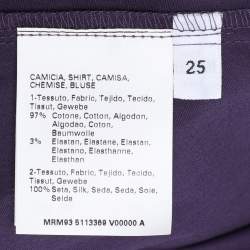 CAMICIA, SHIRT, CAMISA,
CHEMISE, BLUSE
1-Tessuto, Fabric, Tejido, Tecido,
Tissut, Gewebe
97% Cotone, Cotton, Algodon,
Algodao, Coton,
Baumwolle
3% Elastan, Elastane, Elastan,
Elastano, Elasthanne,
Elasthan
2-Tessuto, Fabric, Tejido, Tecido,
Tissut, Gewebe
100% Seta, Silk, Seda, Seda, Soie,
Seide
MRM93 5113369 V00000 A
25